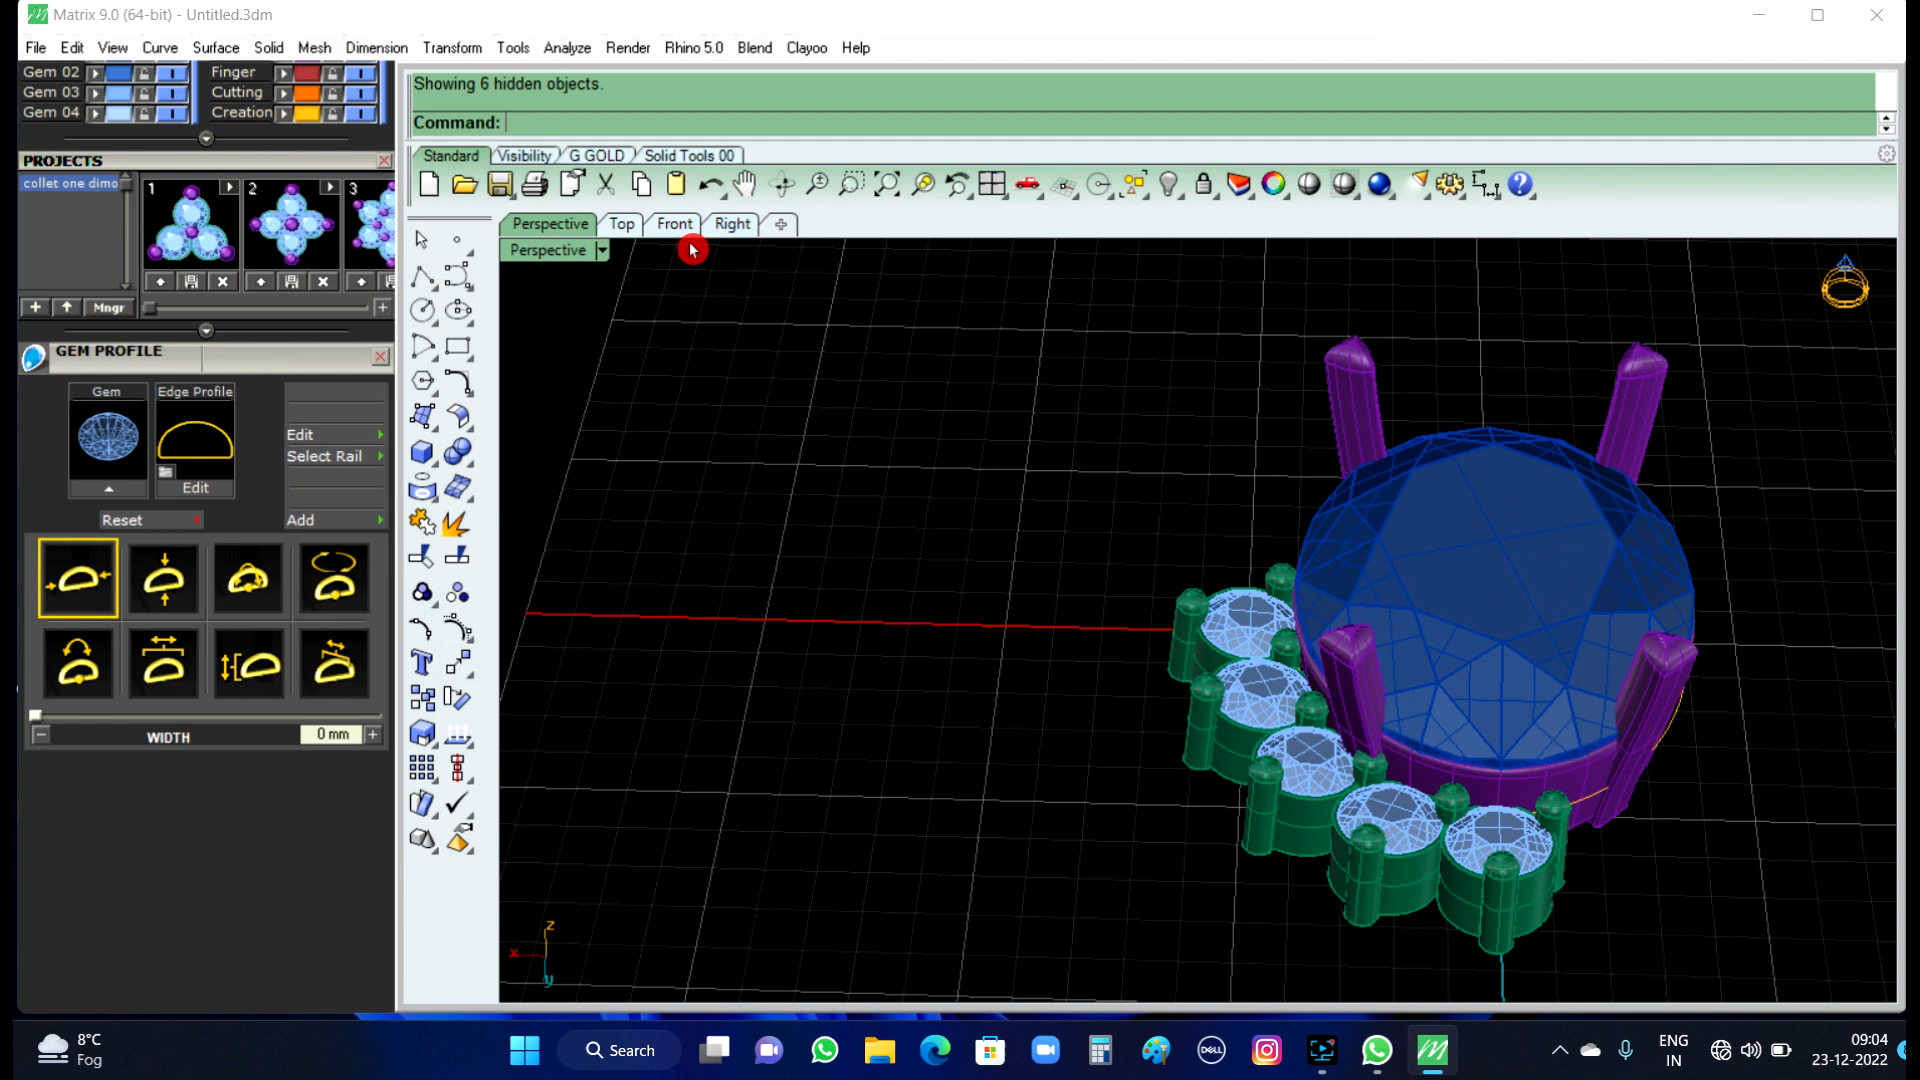 Matrix 9.0 (64-bit) - Untitled.3dm
File Edit View Curve Surface Solid Mesh Dimension Transform Tools Analyze Render Rhino 5.0 Blend Clayoo Help
Gem 02 Finger
Gem 03 Cutting
Gem 04 Creation
Showing 6 hidden objects.
Command:
PROJECTS
collet one dimo
1 2 3
Mngr
Standard Visibility G GOLD Solid Tools 00
Perspective Top Front Right
Perspective
GEM PROFILE
Gem Edge Profile
Edit
Select Rail
Edit
Reset Add
WIDTH 0 mm
z
x
y
8°C
Fog
Search
DELL
ENG
IN
09:04
23-12-2022